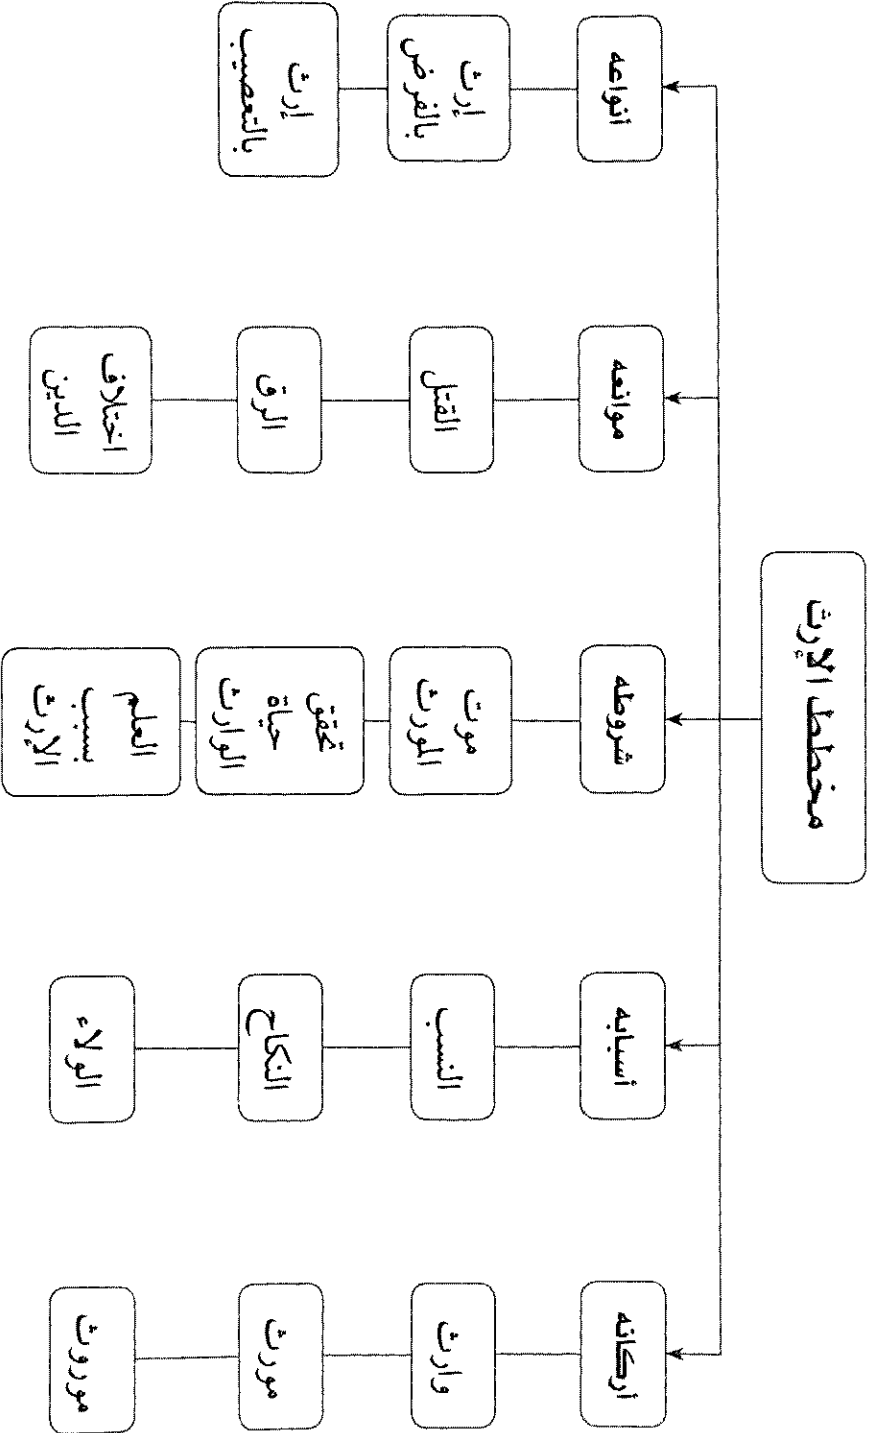 مخطط الإرث
أركانه
وارث
مورث
موروث
أسبابه
النسب
النكاح
الولاء
شروطه
موت
المورث
تحقق
حياة
الوارث
العلم
بسبب
الإرث
موانعه
القتل
الرق
اختلاف
الدين
أنواعه
إرث
بالفرض
إرث
بالتعصيب